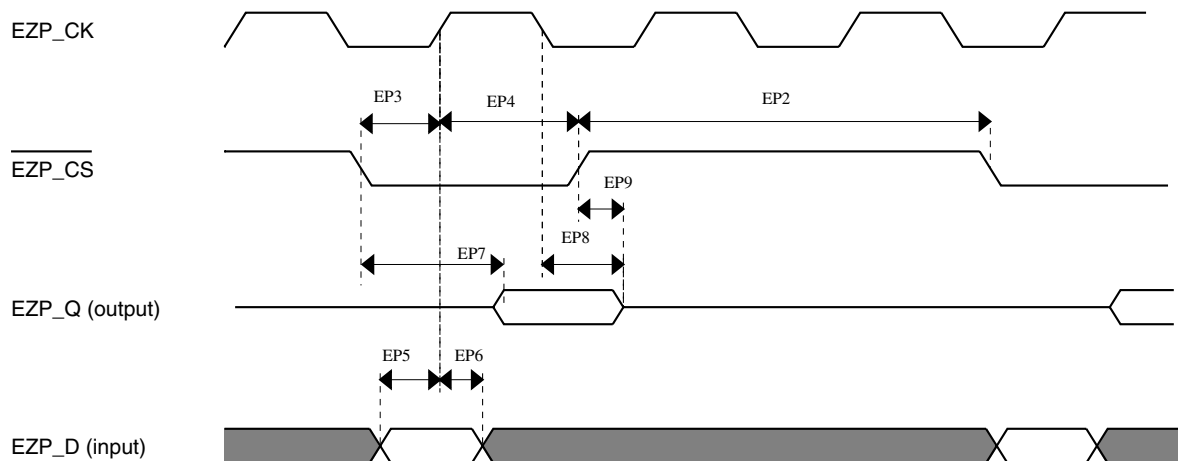 EZP_CK
EP3
EP4
EP2
EZP_CS
EP9
EP8
EP7
EZP_Q (output)
EP5
EP6
EZP_D (input)